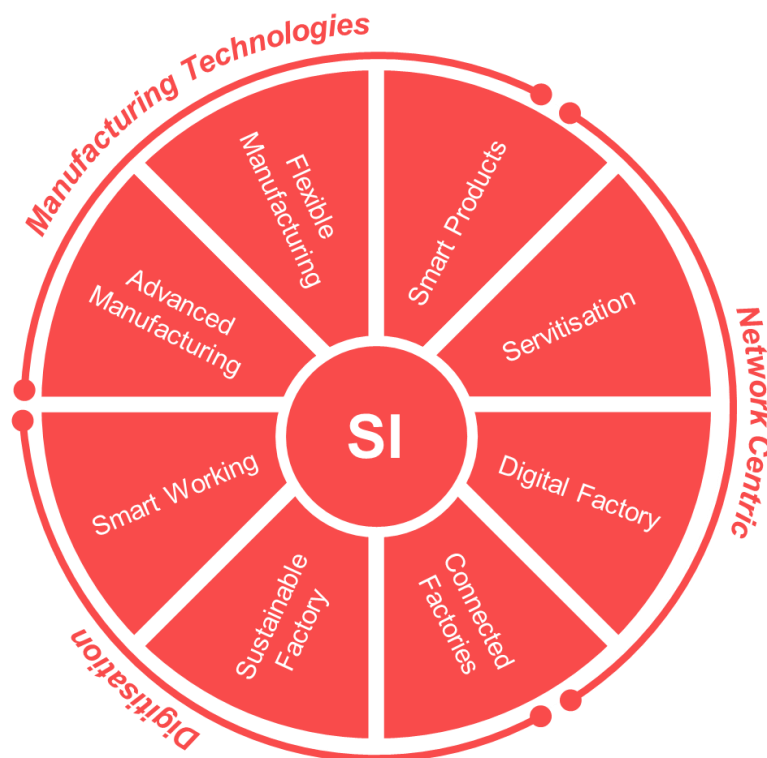 Manufacturing Technologies
Flexible
Manufacturing
Smart Products
Advanced
Manufacturing
Servitisation
Network Centric
SI
Smart Working
Digital Factory
Sustainable
Factory
Connected
Factories
Digitisation